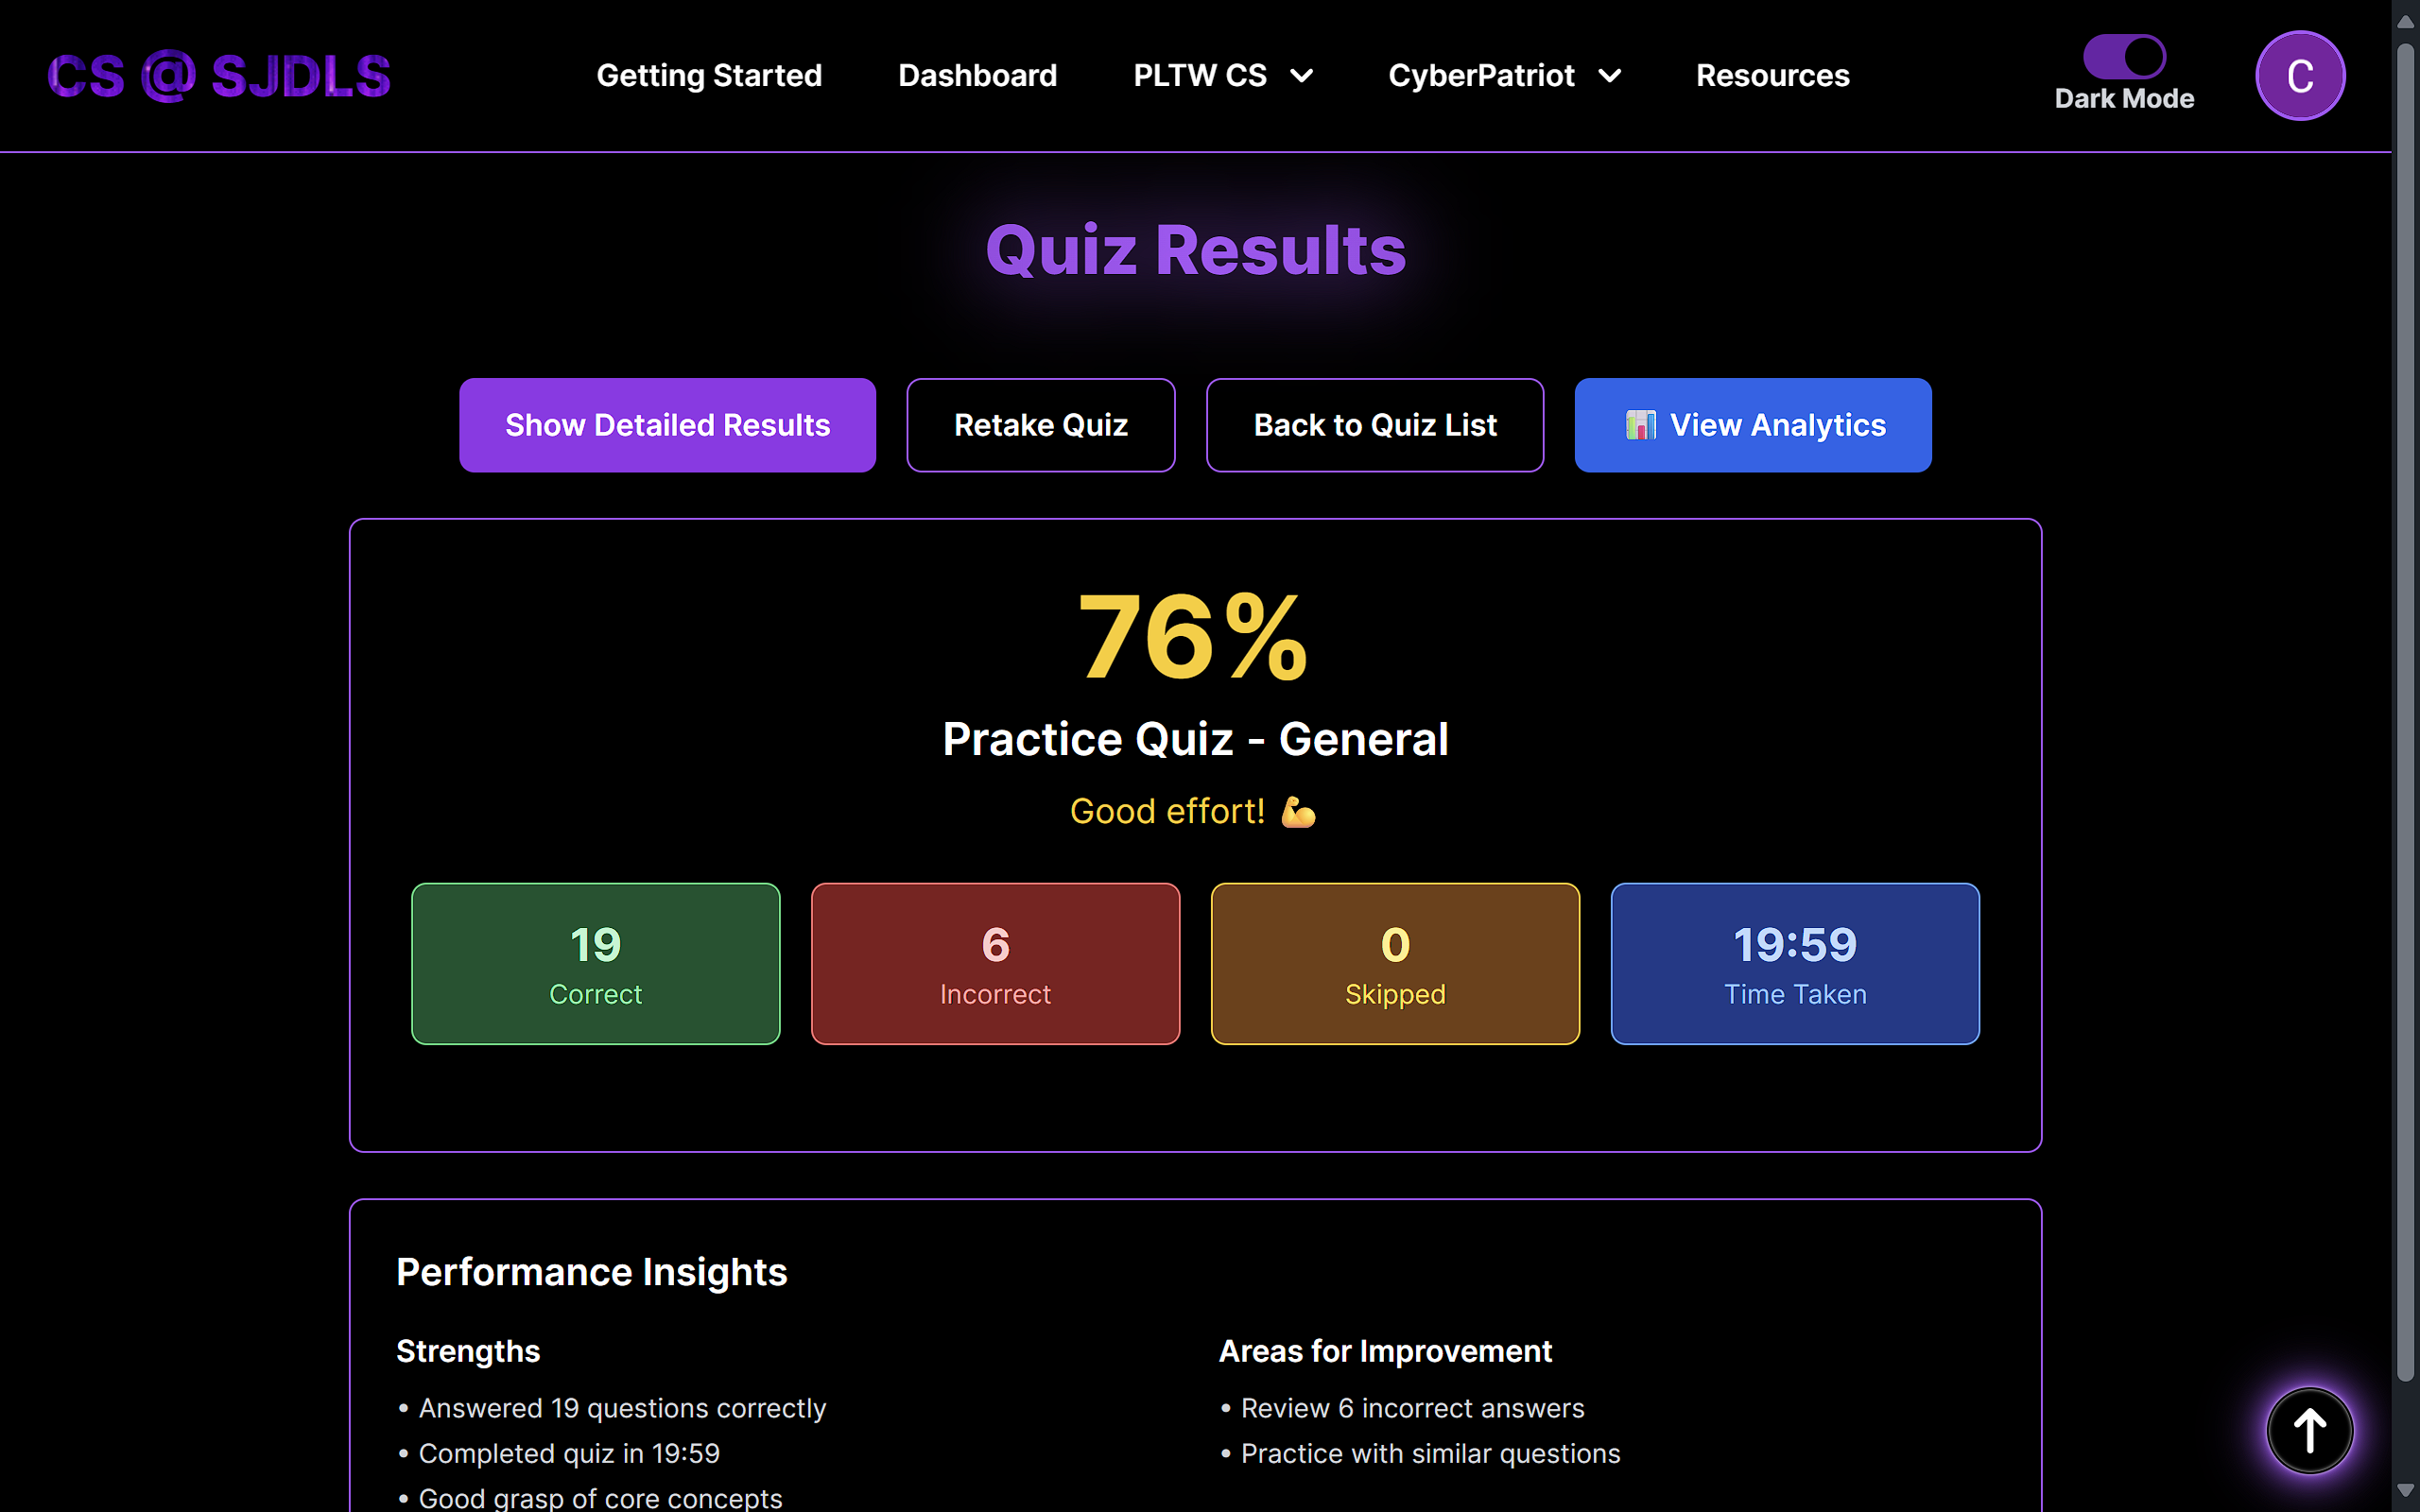 CS @ SJDLS
Getting Started
Dashboard
PLTW CS
CyberPatriot
Resources
Dark Mode
C
Quiz Results
Show Detailed Results
Retake Quiz
Back to Quiz List
View Analytics
76%
Practice Quiz - General
Good effort! 💪
19
Correct
6
Incorrect
0
Skipped
19:59
Time Taken
Performance Insights
Strengths
• Answered 19 questions correctly
• Completed quiz in 19:59
• Good grasp of core concepts
Areas for Improvement
• Review 6 incorrect answers
• Practice with similar questions